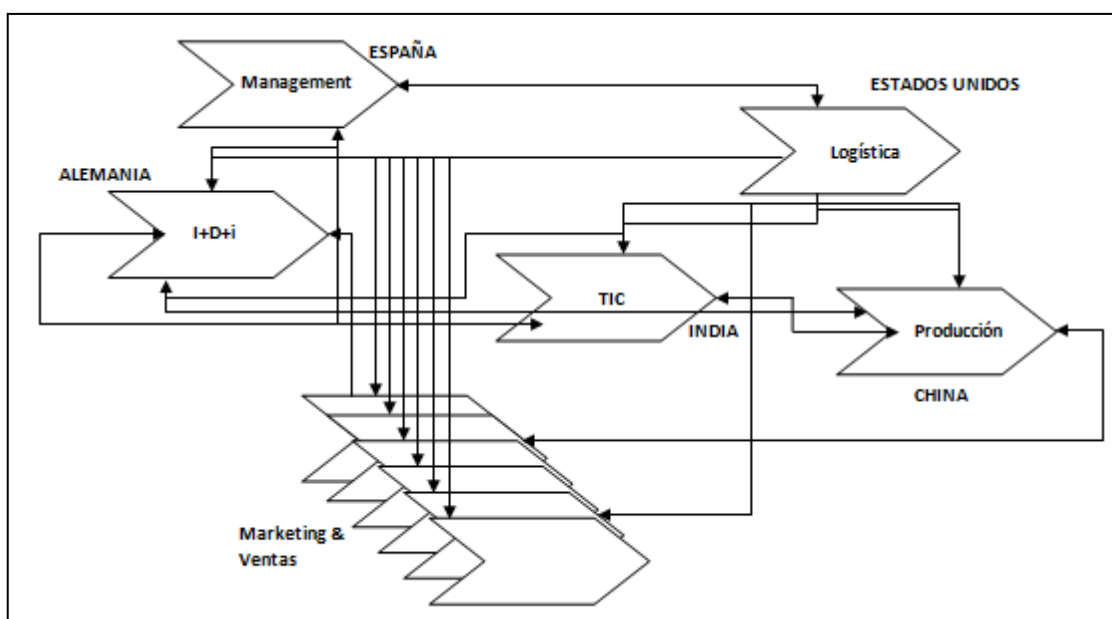 ESPAÑA
Management
ESTADOS UNIDOS
Logística
ALEMANIA
I+D+i
TIC
INDIA
Producción
CHINA
Marketing &
Ventas